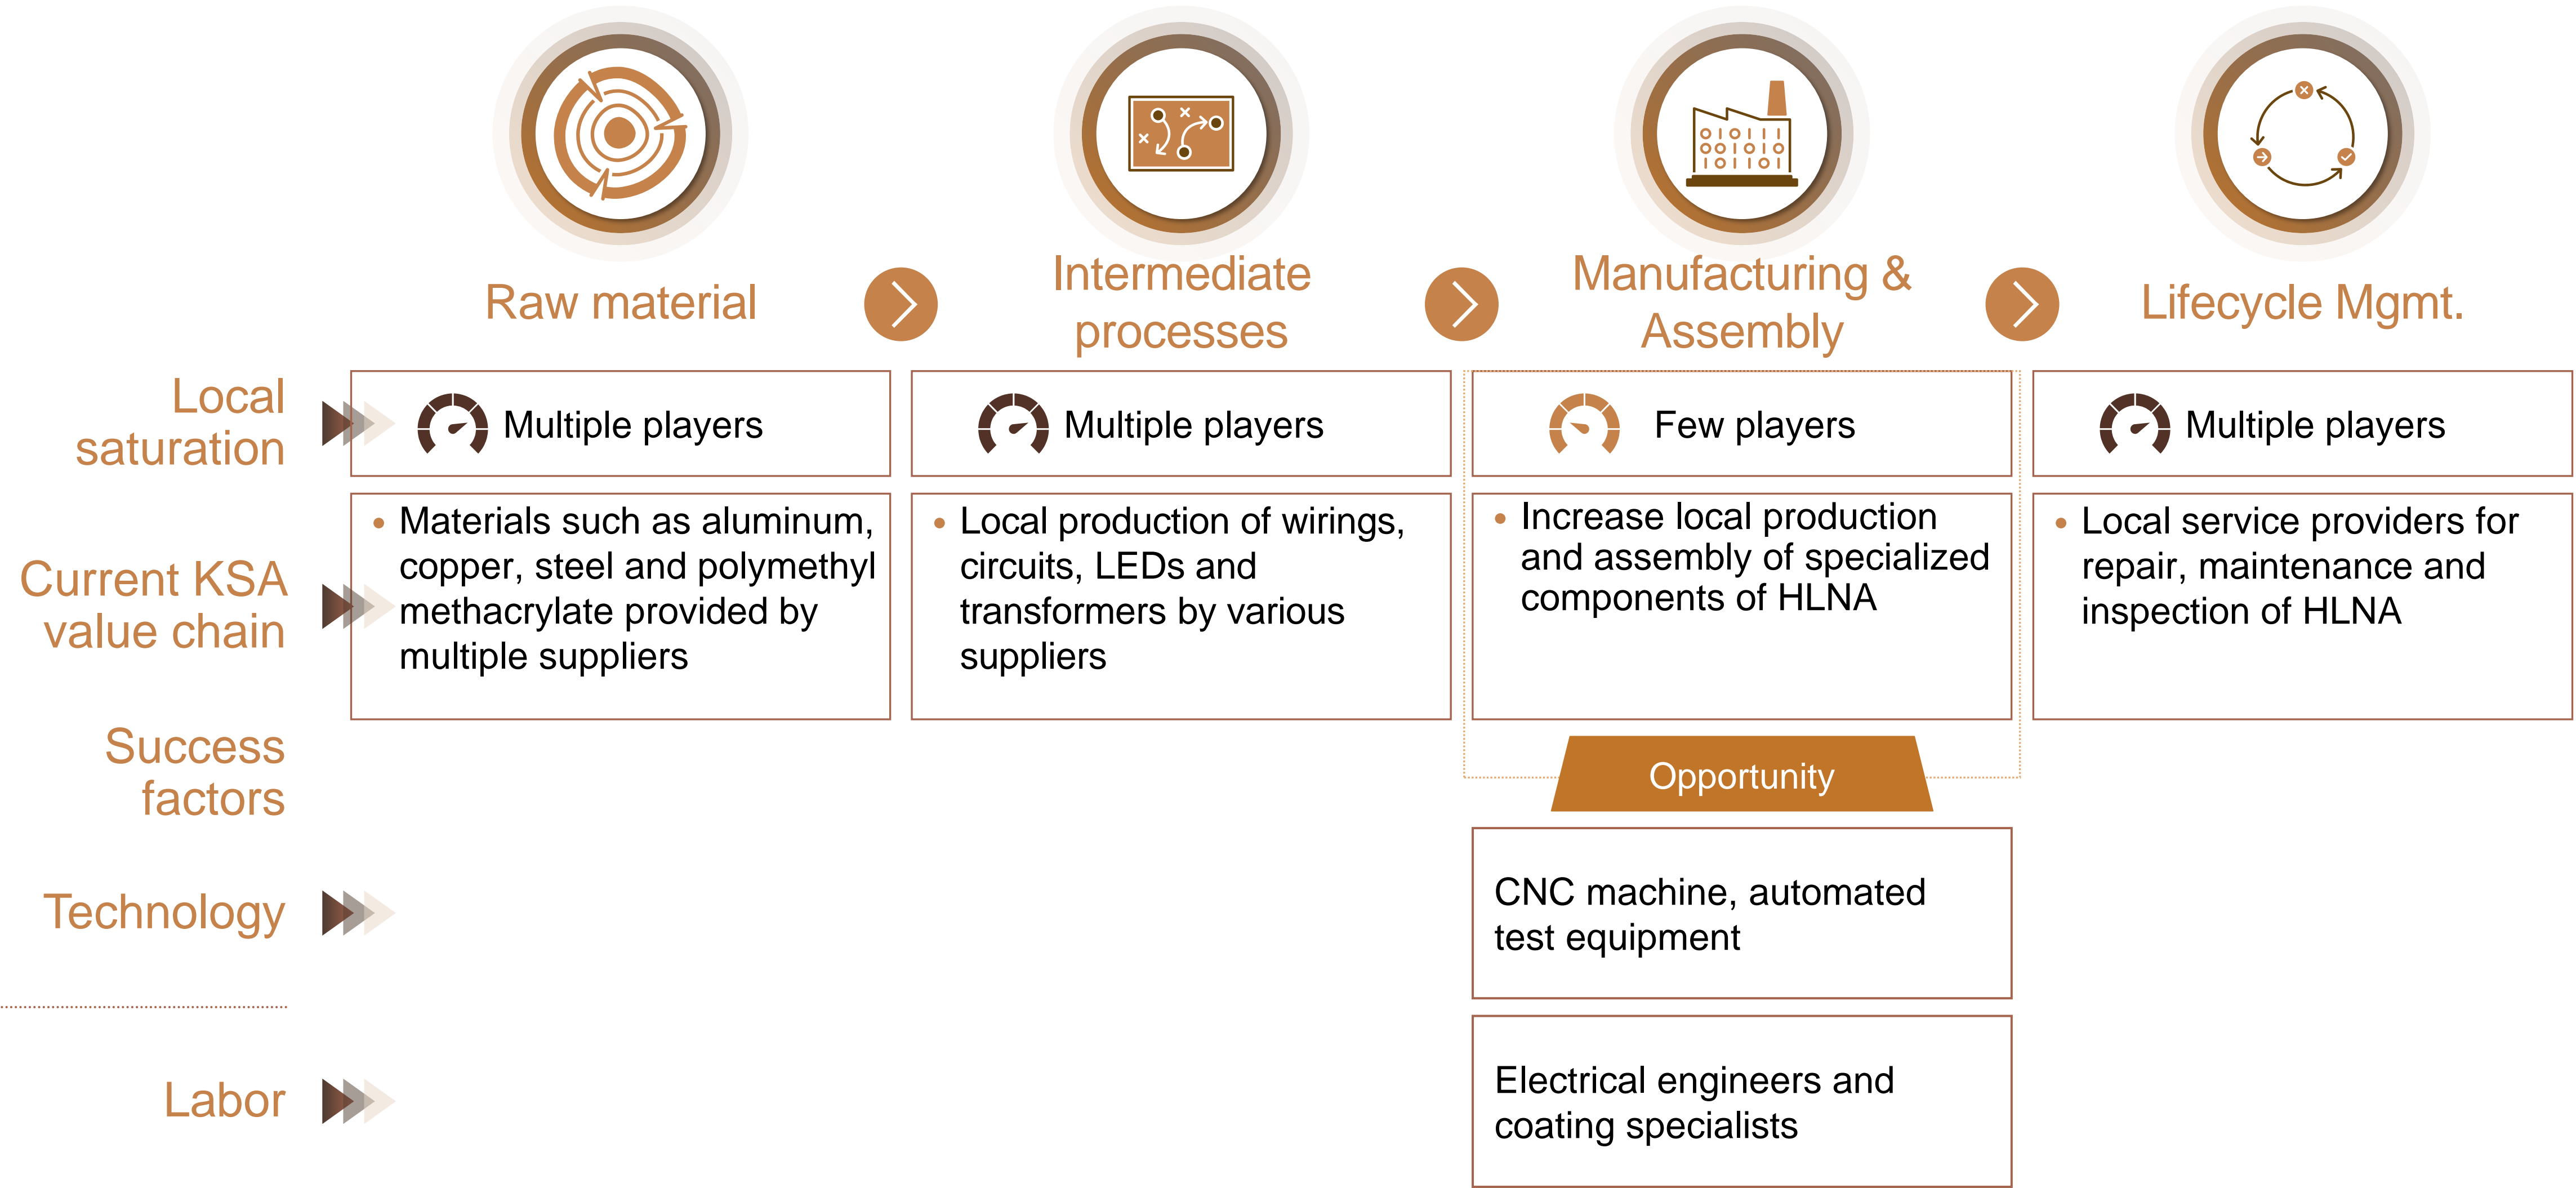 Raw material
Intermediate
processes
Manufacturing &
Assembly
Lifecycle Mgmt.
Local
saturation
Multiple players
Multiple players
Few players
Multiple players
Current KSA
value chain
• Materials such as aluminum,
copper, steel and polymethyl
methacrylate provided by
multiple suppliers
• Local production of wirings,
circuits, LEDs and
transformers by various
suppliers
• Increase local production
and assembly of specialized
components of HLNA
• Local service providers for
repair, maintenance and
inspection of HLNA
Success
factors
Opportunity
Technology
CNC machine, automated
test equipment
Labor
Electrical engineers and
coating specialists